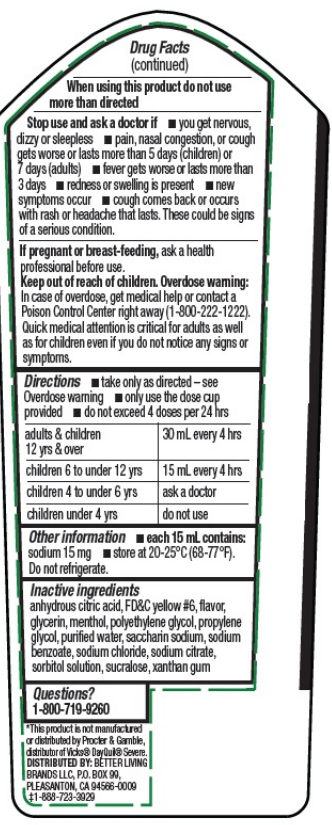 Drug Facts
(continued)
When using this product do not use
more than directed
Stop use and ask a doctor if ■ you get nervous,
dizzy or sleepless ■ pain, nasal congestion, or cough
gets worse or lasts more than 5 days (children) or
7 days (adults) ■ fever gets worse or lasts more than
3 days ■ redness or swelling is present ■ new
symptoms occur ■ cough comes back or occurs
with rash or headache that lasts. These could be signs
of a serious condition.
If pregnant or breast-feeding, ask a health
professional before use.
Keep out of reach of children. Overdose warning:
In case of overdose, get medical help or contact a
Poison Control Center right away (1-800-222-1222).
Quick medical attention is critical for adults as well
as for children even if you do not notice any signs or
symptoms.
Directions ■ take only as directed – see
Overdose warning ■ only use the dose cup
provided ■ do not exceed 4 doses per 24 hrs
adults & children 30 mL every 4 hrs
12 yrs & over
children 6 to under 12 yrs 15 mL every 4 hrs
children 4 to under 6 yrs ask a doctor
children under 4 yrs do not use
Other information ■ each 15 mL contains:
sodium 15 mg ■ store at 20-25°C (68-77°F).
Do not refrigerate.
Inactive ingredients
anhydrous citric acid, FD&C yellow #6, flavor,
glycerin, menthol, polyethylene glycol, propylene
glycol, purified water, saccharin sodium, sodium
benzoate, sodium chloride, sodium citrate,
sorbitol solution, sucralose, xanthan gum
Questions?
1-800-719-9260
*This product is not manufactured
or distributed by Procter & Gamble,
distributor of Vicks® DayQuil® Severe.
DISTRIBUTED BY: BETTER LIVING
BRANDS LLC, P.O. BOX 99,
PLEASANTON, CA 94566-0009
‡1-888-723-3929